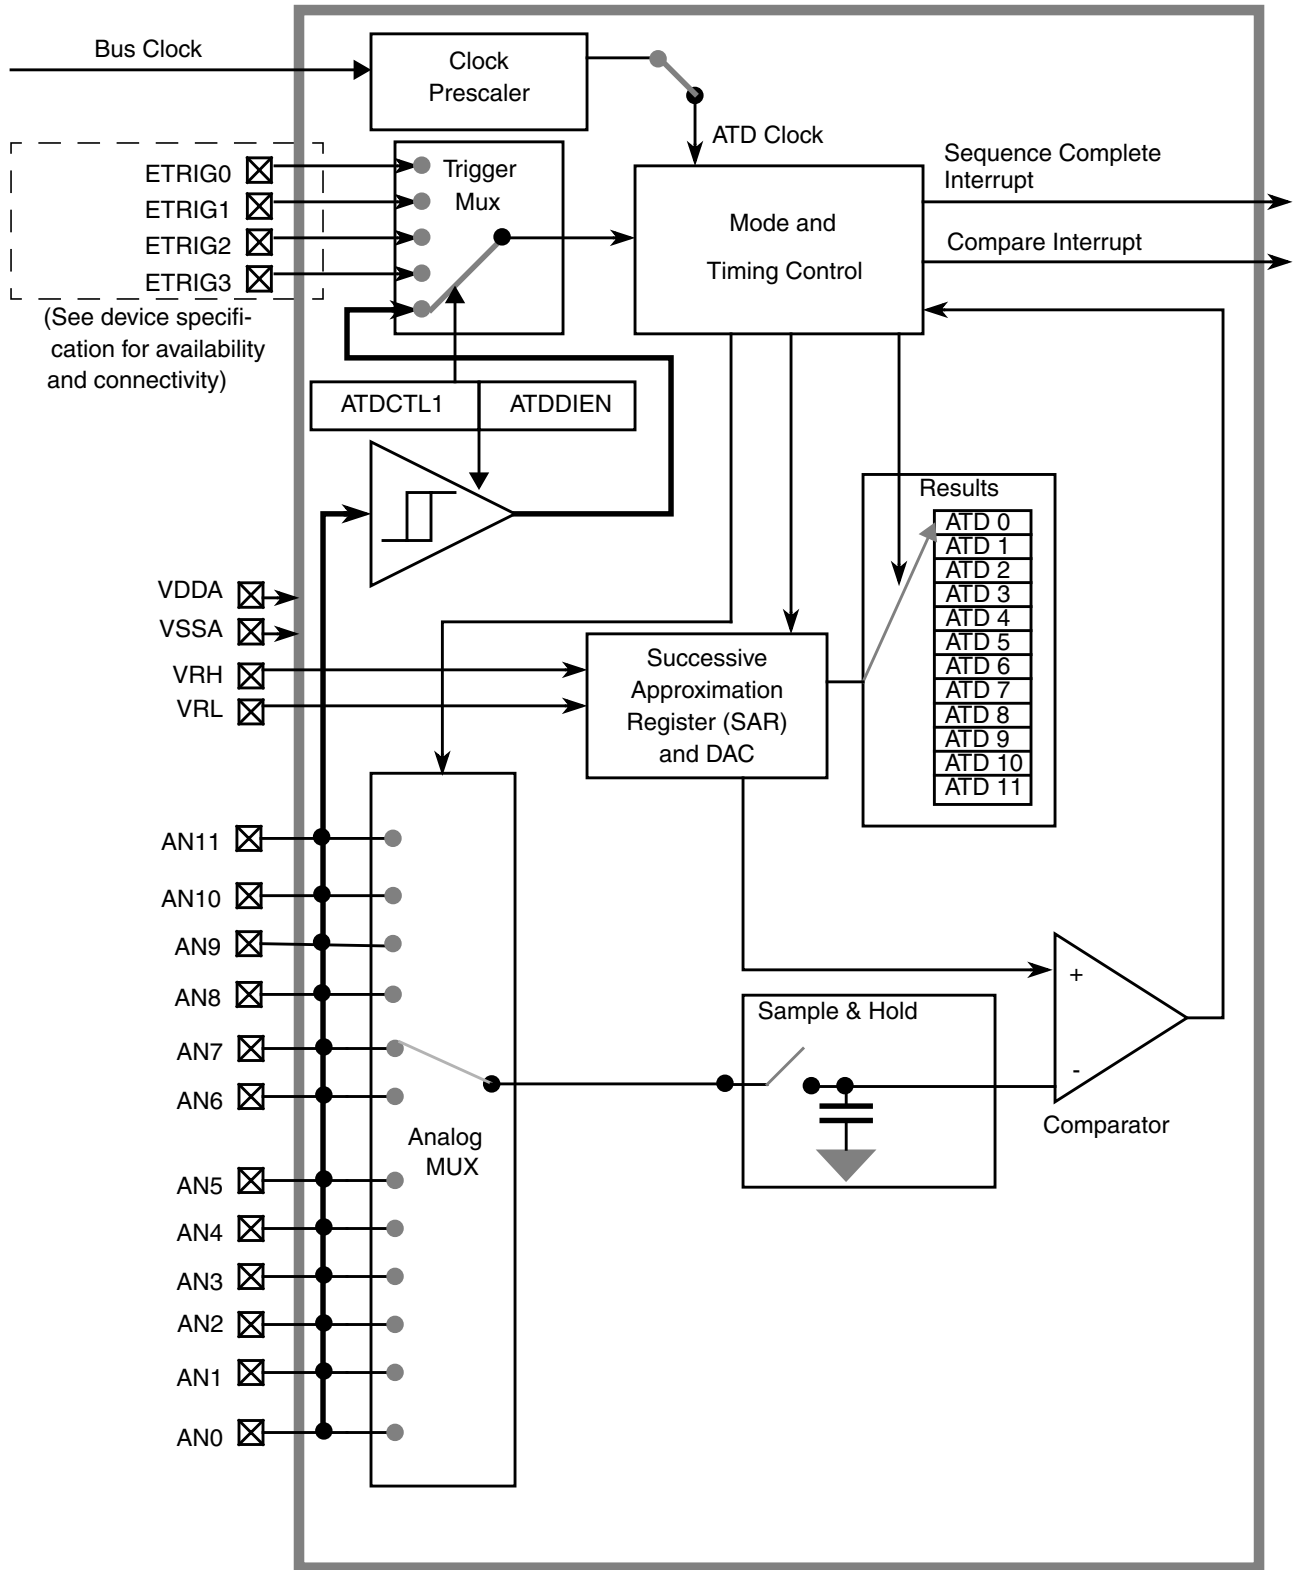 Bus Clock
Clock
Prescaler
ATD Clock
ETRIG0
ETRIG1
ETRIG2
ETRIG3
(See device specifi-
cation for availability
and connectivity)
Trigger
Mux
Mode and
Timing Control
Sequence Complete
Interrupt
Compare Interrupt
ATDCTL1
ATDDIEN
Results
ATD 0
ATD 1
ATD 2
ATD 3
ATD 4
ATD 5
ATD 6
ATD 7
ATD 8
ATD 9
ATD 10
ATD 11
VDDA
VSSA
VRH
VRL
Successive
Approximation
Register (SAR)
and DAC
AN11
AN10
AN9
AN8
AN7
AN6
AN5
AN4
AN3
AN2
AN1
AN0
Analog
MUX
Sample & Hold
+
-
Comparator